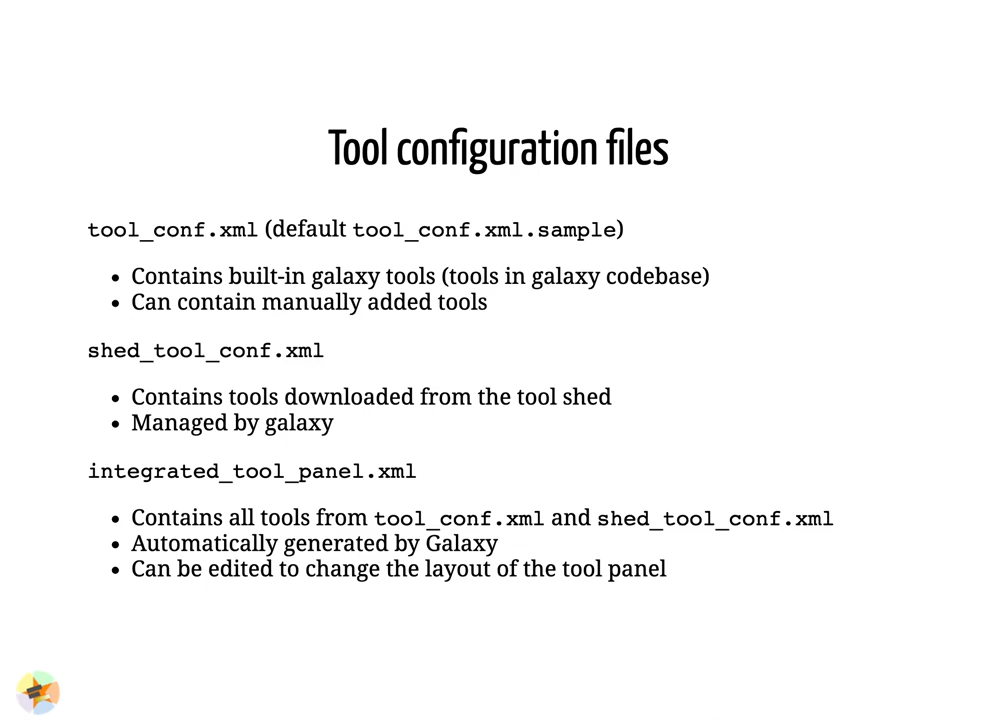 Tool configuration files
tool_conf.xml (default tool_conf.xml.sample)
• Contains built-in galaxy tools (tools in galaxy codebase)
• Can contain manually added tools
shed_tool_conf.xml
• Contains tools downloaded from the tool shed
• Managed by galaxy
integrated_tool_panel.xml
• Contains all tools from tool_conf.xml and shed_tool_conf.xml
• Automatically generated by Galaxy
• Can be edited to change the layout of the tool panel